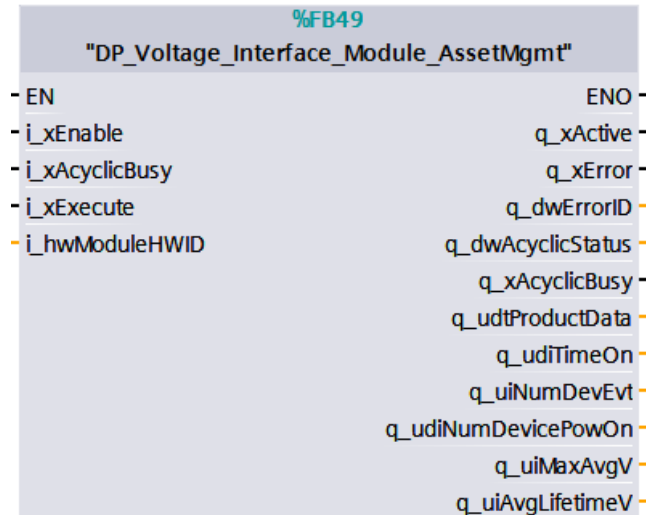 %FB49
"DP_Voltage_Interface_Module_AssetMgmt"
EN ENO
i_xEnable q_xActive
i_xAcyclicBusy q_xError
i_xExecute q_dwErrorID
i_hwModuleHWID q_dwAcyclicStatus
q_xAcyclicBusy
q_udtProductData
q_udiTimeOn
q_uiNumDevEvt
q_udiNumDevicePowOn
q_uiMaxAvgV
q_uiAvgLifetimeV